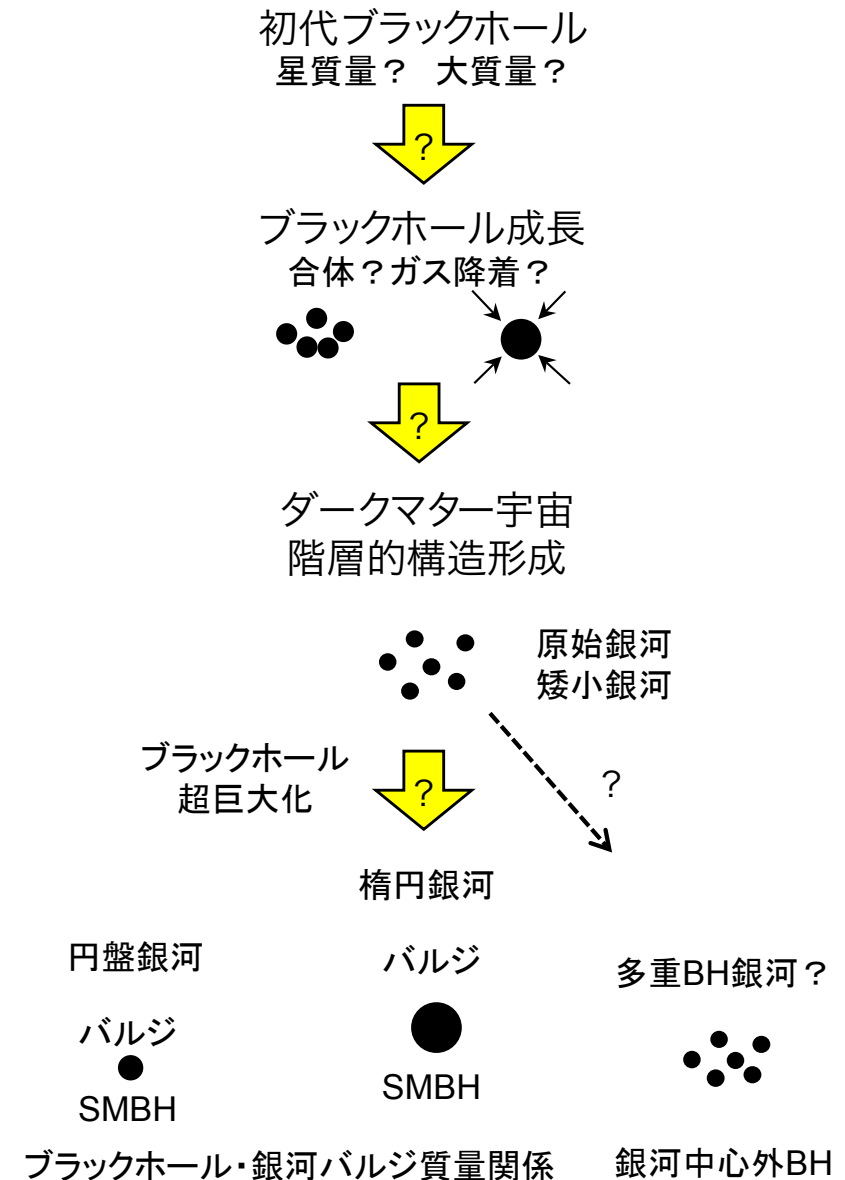 初代ブラックホール
星質量？　大質量？
？
ブラックホール成長
合体？ガス降着？
？
ダークマター宇宙
階層的構造形成
原始銀河
矮小銀河
ブラックホール
超巨大化
？
？
楕円銀河
円盤銀河
バルジ
SMBH
バルジ
SMBH
多重BH銀河？
ブラックホール・銀河バルジ質量関係
銀河中心外BH